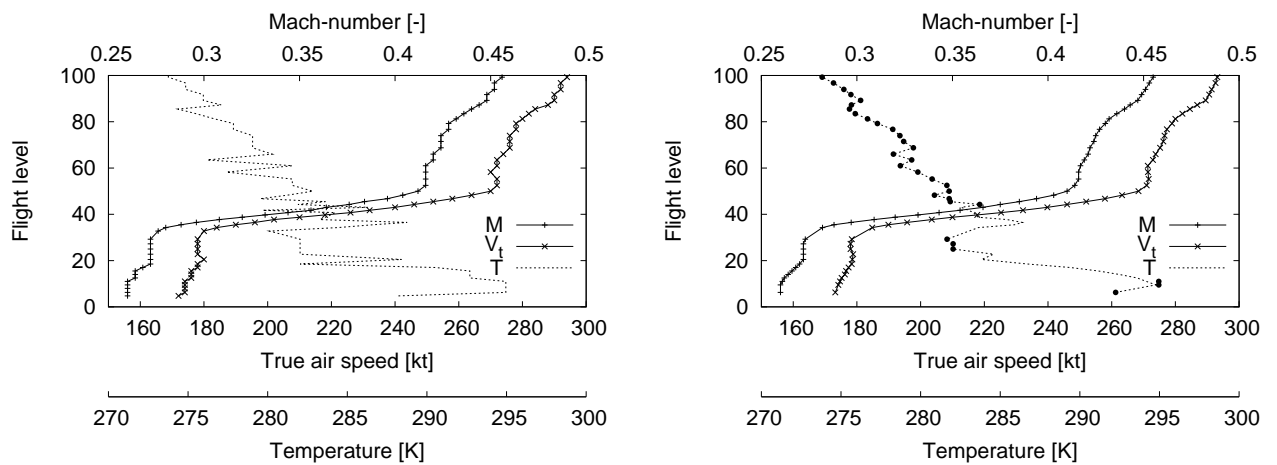 Mach-number [-]
0.25 0.3 0.35 0.4 0.45 0.5
Flight level
100
80
60
40
20
0
M
V_t
T
160 180 200 220 240 260 280 300
True air speed [kt]
270 275 280 285 290 295 300
Temperature [K]
Mach-number [-]
0.25 0.3 0.35 0.4 0.45 0.5
Flight level
100
80
60
40
20
0
M
V_t
T
160 180 200 220 240 260 280 300
True air speed [kt]
270 275 280 285 290 295 300
Temperature [K]